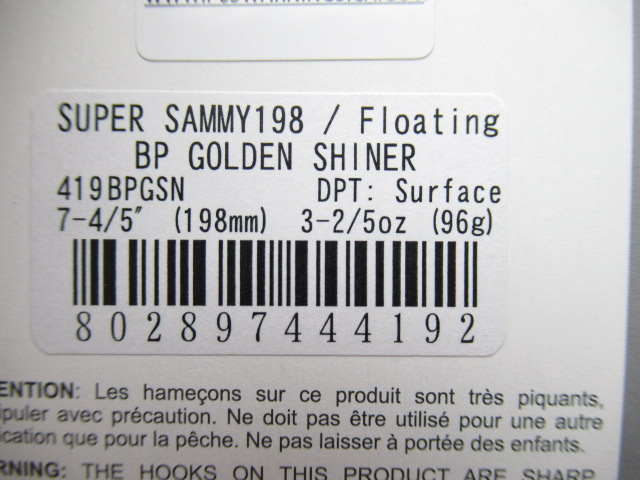 SUPER SAMMY198 / Floating
BP GOLDEN SHINER
419BPGSN DPT: Surface
7-4/5″ (198mm) 3-2/5oz (96g)
802897444192
ENTION: Les hameçons sur ce produit sont très piquants,
ipuler avec précaution. Ne doit pas être utilisé pour une autre
lication que pour la pêche. Ne pas laisser à portée des enfants.
RNING: THE HOOKS ON THIS PRODUCT ARE SHARP